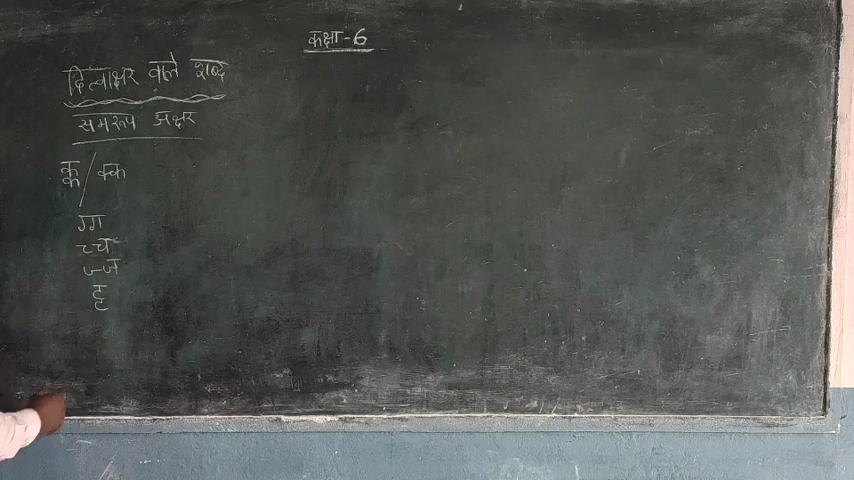 कक्षा-6
दित्वाक्षर वाले शब्द
समरूप अक्षर
क्क / क्क
ग्ग
च्च
ज्ज
ट्ट